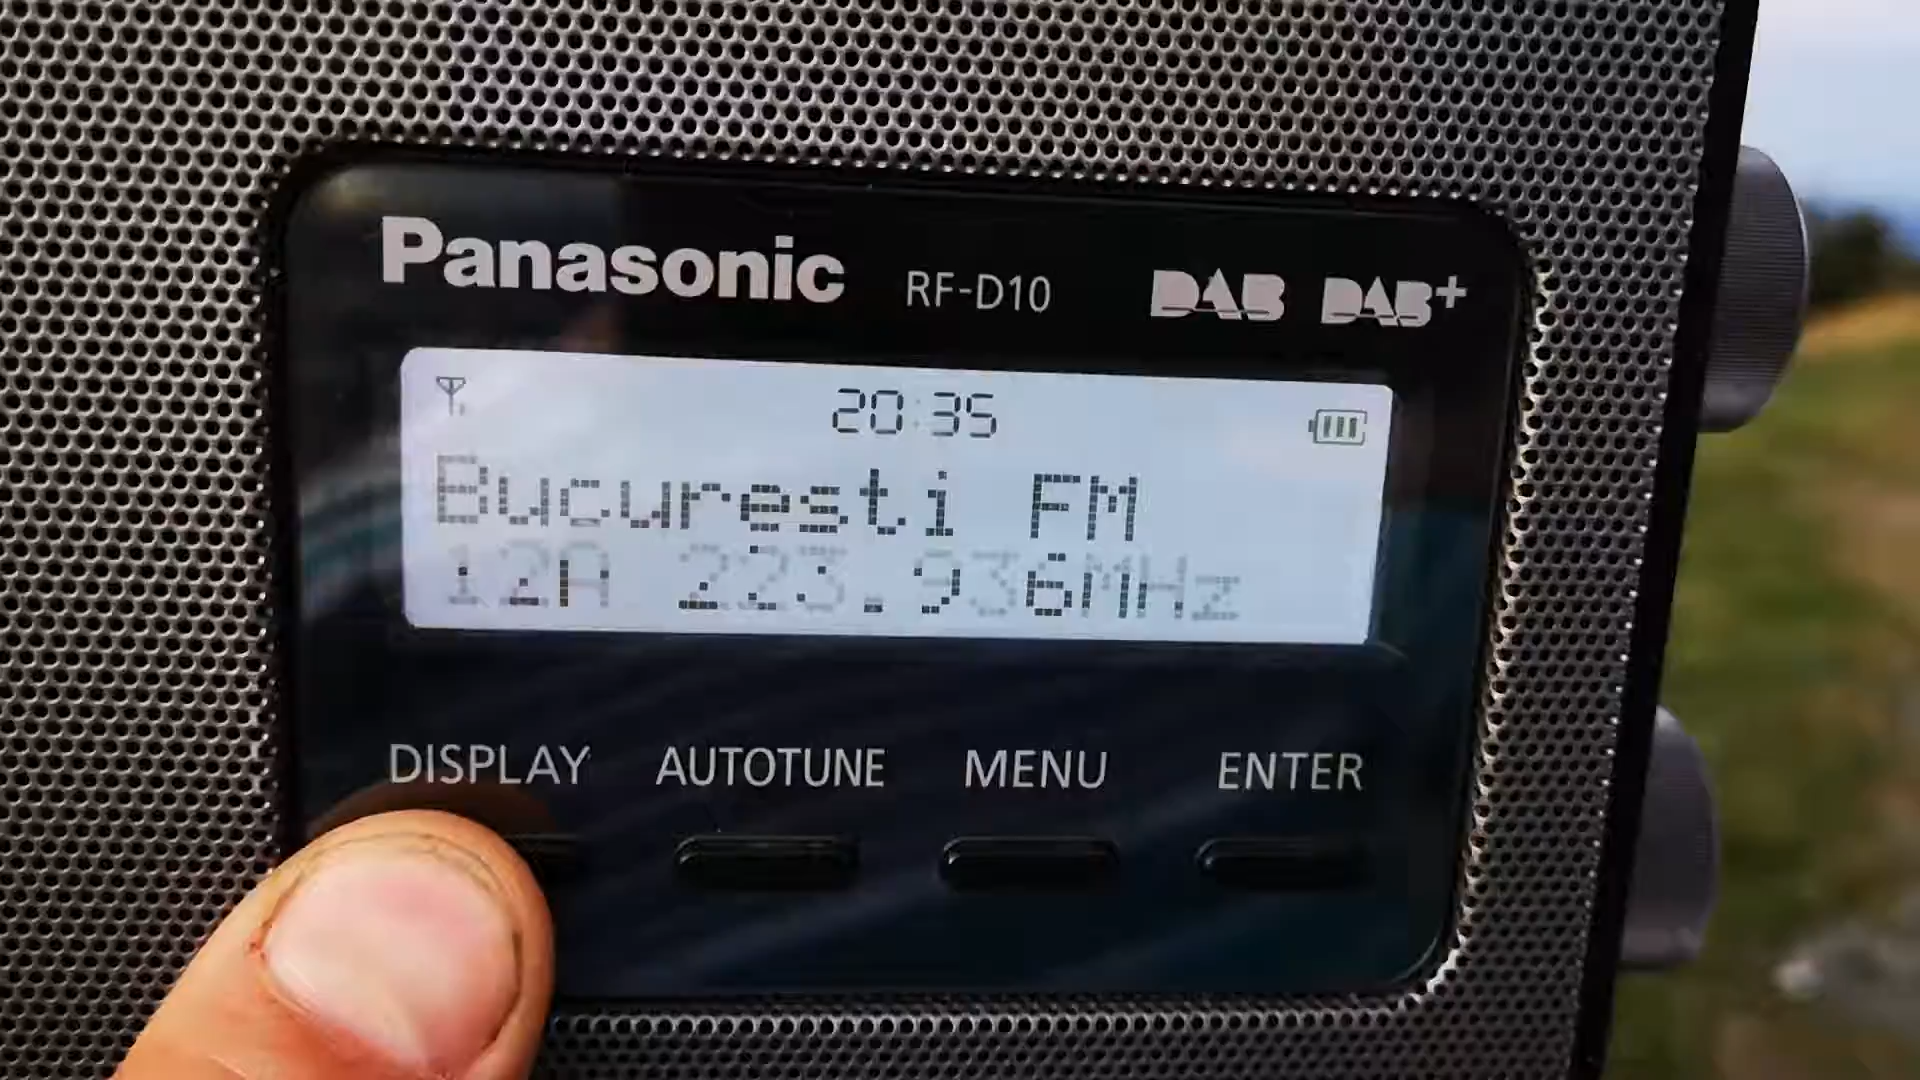 Panasonic RF-D10 DAB DAB+
20:35
Bucuresti FM
12A 223.936MHz
DISPLAY AUTOTUNE MENU ENTER